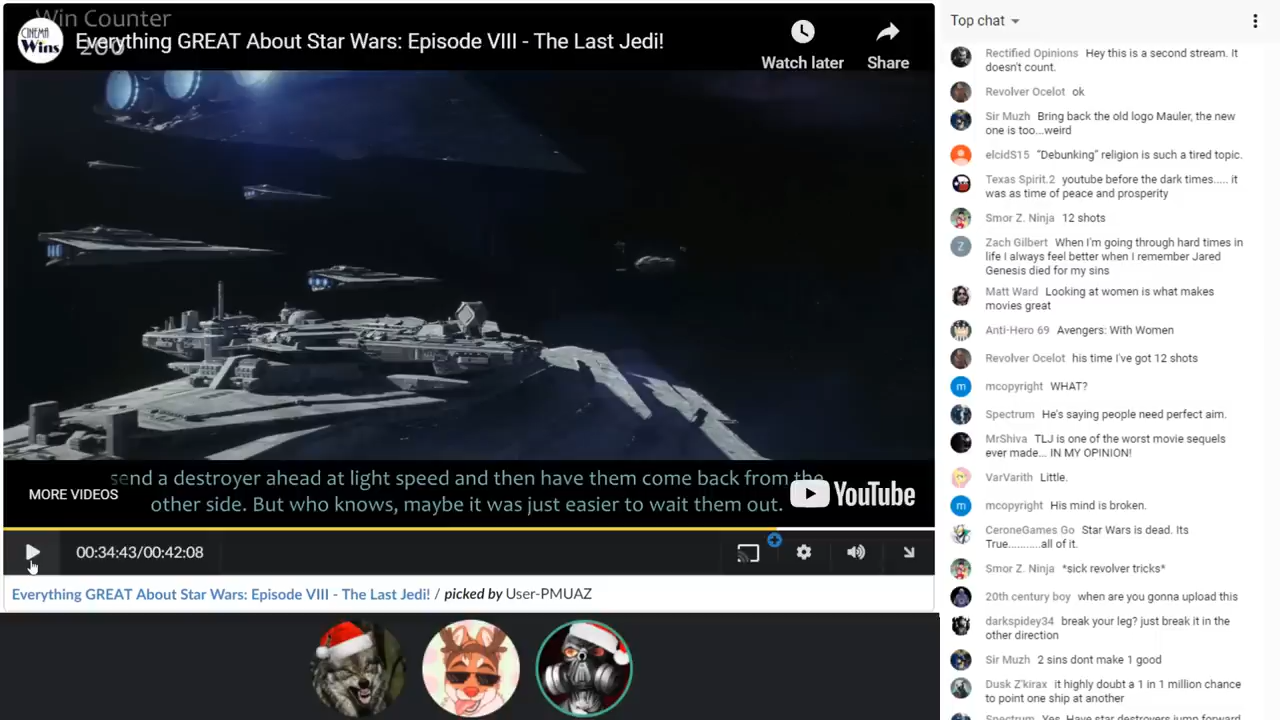 Win Counter
200
CINEMA
Wins
Everything GREAT About Star Wars: Episode VIII - The Last Jedi!
Watch later
Share
send a destroyer ahead at light speed and then have them come back from the
other side. But who knows, maybe it was just easier to wait them out.
MORE VIDEOS
YouTube
00:34:43/00:42:08
Everything GREAT About Star Wars: Episode VIII - The Last Jedi! / picked by User-PMUAZ
Top chat
Rectified Opinions Hey this is a second stream. It
doesn't count.
Revolver Ocelot ok
Sir Muzh Bring back the old logo Mauler, the new
one is too...weird
elcidS15 “Debunking” religion is such a tired topic.
Texas Spirit.2 youtube before the dark times..... it
was as time of peace and prosperity
Smor Z. Ninja 12 shots
Z
Zach Gilbert When I'm going through hard times in
life I always feel better when I remember Jared
Genesis died for my sins
Matt Ward Looking at women is what makes
movies great
Anti-Hero 69 Avengers: With Women
Revolver Ocelot his time I've got 12 shots
m
mcopyright WHAT?
Spectrum He's saying people need perfect aim.
MrShiva TLJ is one of the worst movie sequels
ever made... IN MY OPINION!
VarVarith Little.
m
mcopyright His mind is broken.
CeroneGames Go Star Wars is dead. Its
True...........all of it.
Smor Z. Ninja *sick revolver tricks*
20th century boy when are you gonna upload this
darkspidey34 break your leg? just break it in the
other direction
Sir Muzh 2 sins dont make 1 good
Dusk Z'kirax it highly doubt a 1 in 1 million chance
to point one ship at another
Spectrum Yes. Have star destroyers jump forward